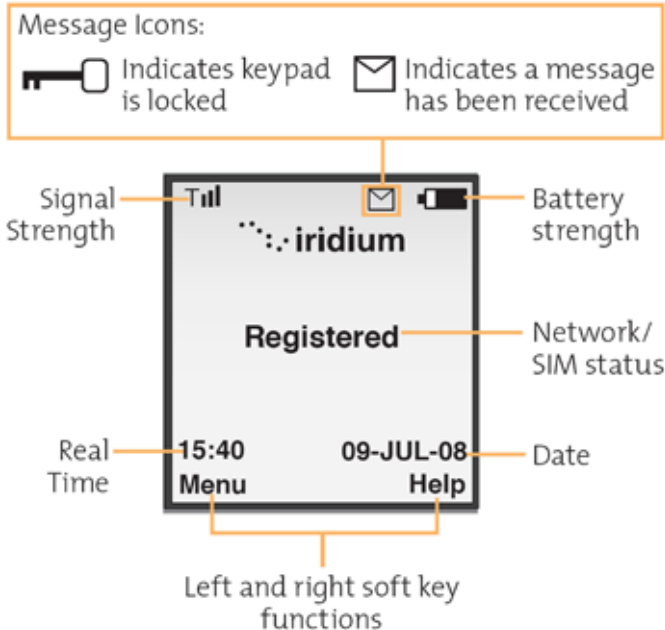 Message Icons:
Indicates keypad
is locked
Indicates a message
has been received
Signal
Strength
T
iridium
Battery
strength
Registered
Network/
SIM status
Real
Time
15:40
09-JUL-08
Date
Menu
Help
Left and right soft key
functions